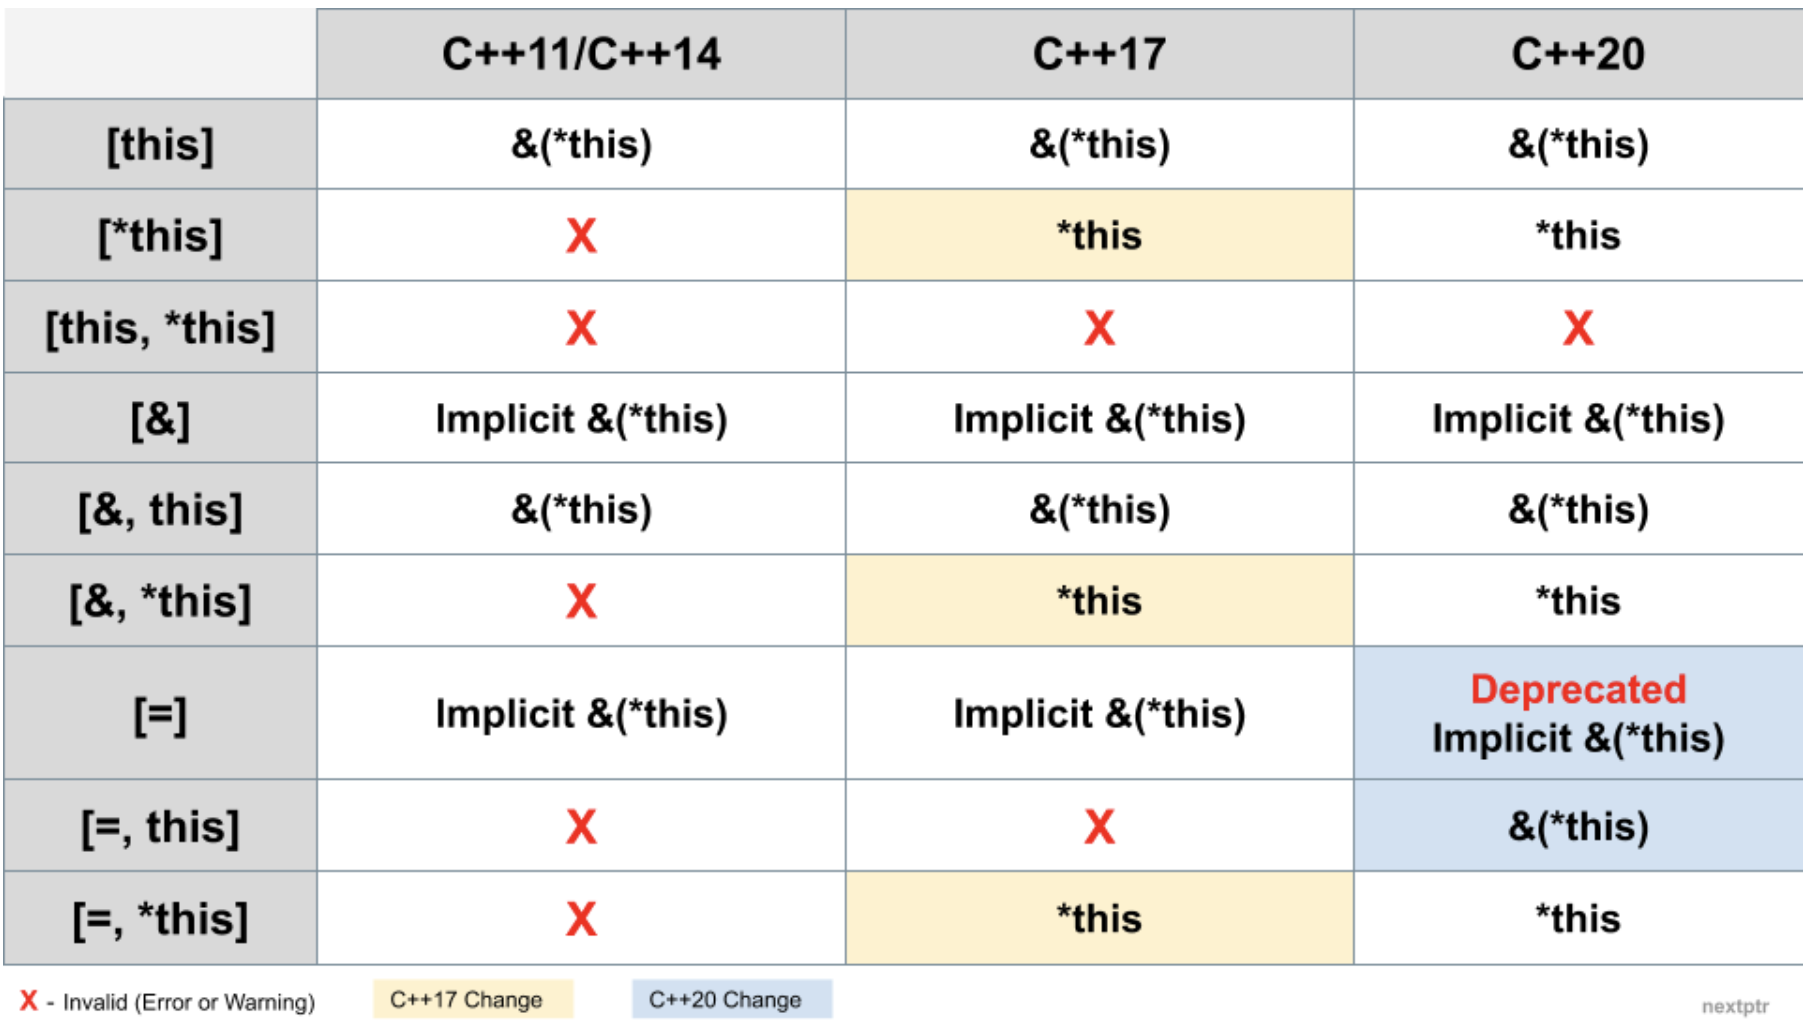 C++11/C++14 C++17 C++20
[this] &(*this) &(*this) &(*this)
[*this] X *this *this
[this, *this] X X X
[&] Implicit &(*this) Implicit &(*this) Implicit &(*this)
[&, this] &(*this) &(*this) &(*this)
[&, *this] X *this *this
Deprecated
[=] Implicit &(*this) Implicit &(*this) Implicit &(*this)
[=, this] X X &(*this)
[=, *this] X *this *this
X - Invalid (Error or Warning) C++17 Change C++20 Change nextptr